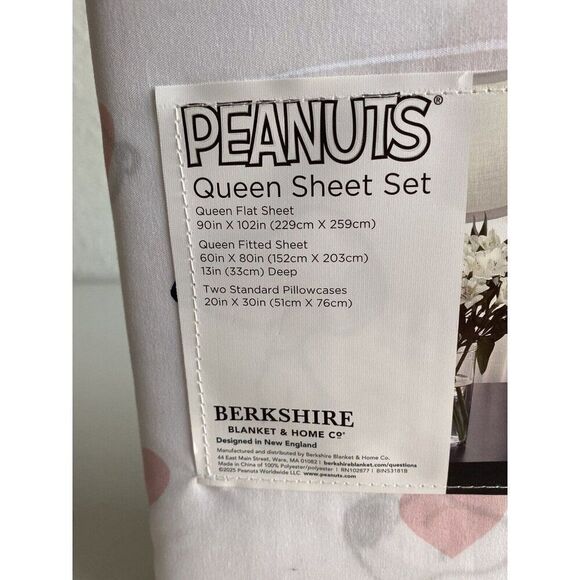 PEANUTS®
Queen Sheet Set
Queen Flat Sheet
90in X 102in (229cm X 259cm)
Queen Fitted Sheet
60in X 80in (152cm X 203cm)
13in (33cm) Deep
Two Standard Pillowcases
20in X 30in (51cm X 76cm)
BERKSHIRE
BLANKET & HOME Cº
Designed in New England
Manufactured and distributed by Berkshire Blanket & Home Co.
44 East Main Street, Ware, MA 01082 | berkshireblanket.com/questions
Made in China of 100% Polyester/polyester | RN102877 | BINS31818
©2025 Peanuts Worldwide LLC. www.peanuts.com